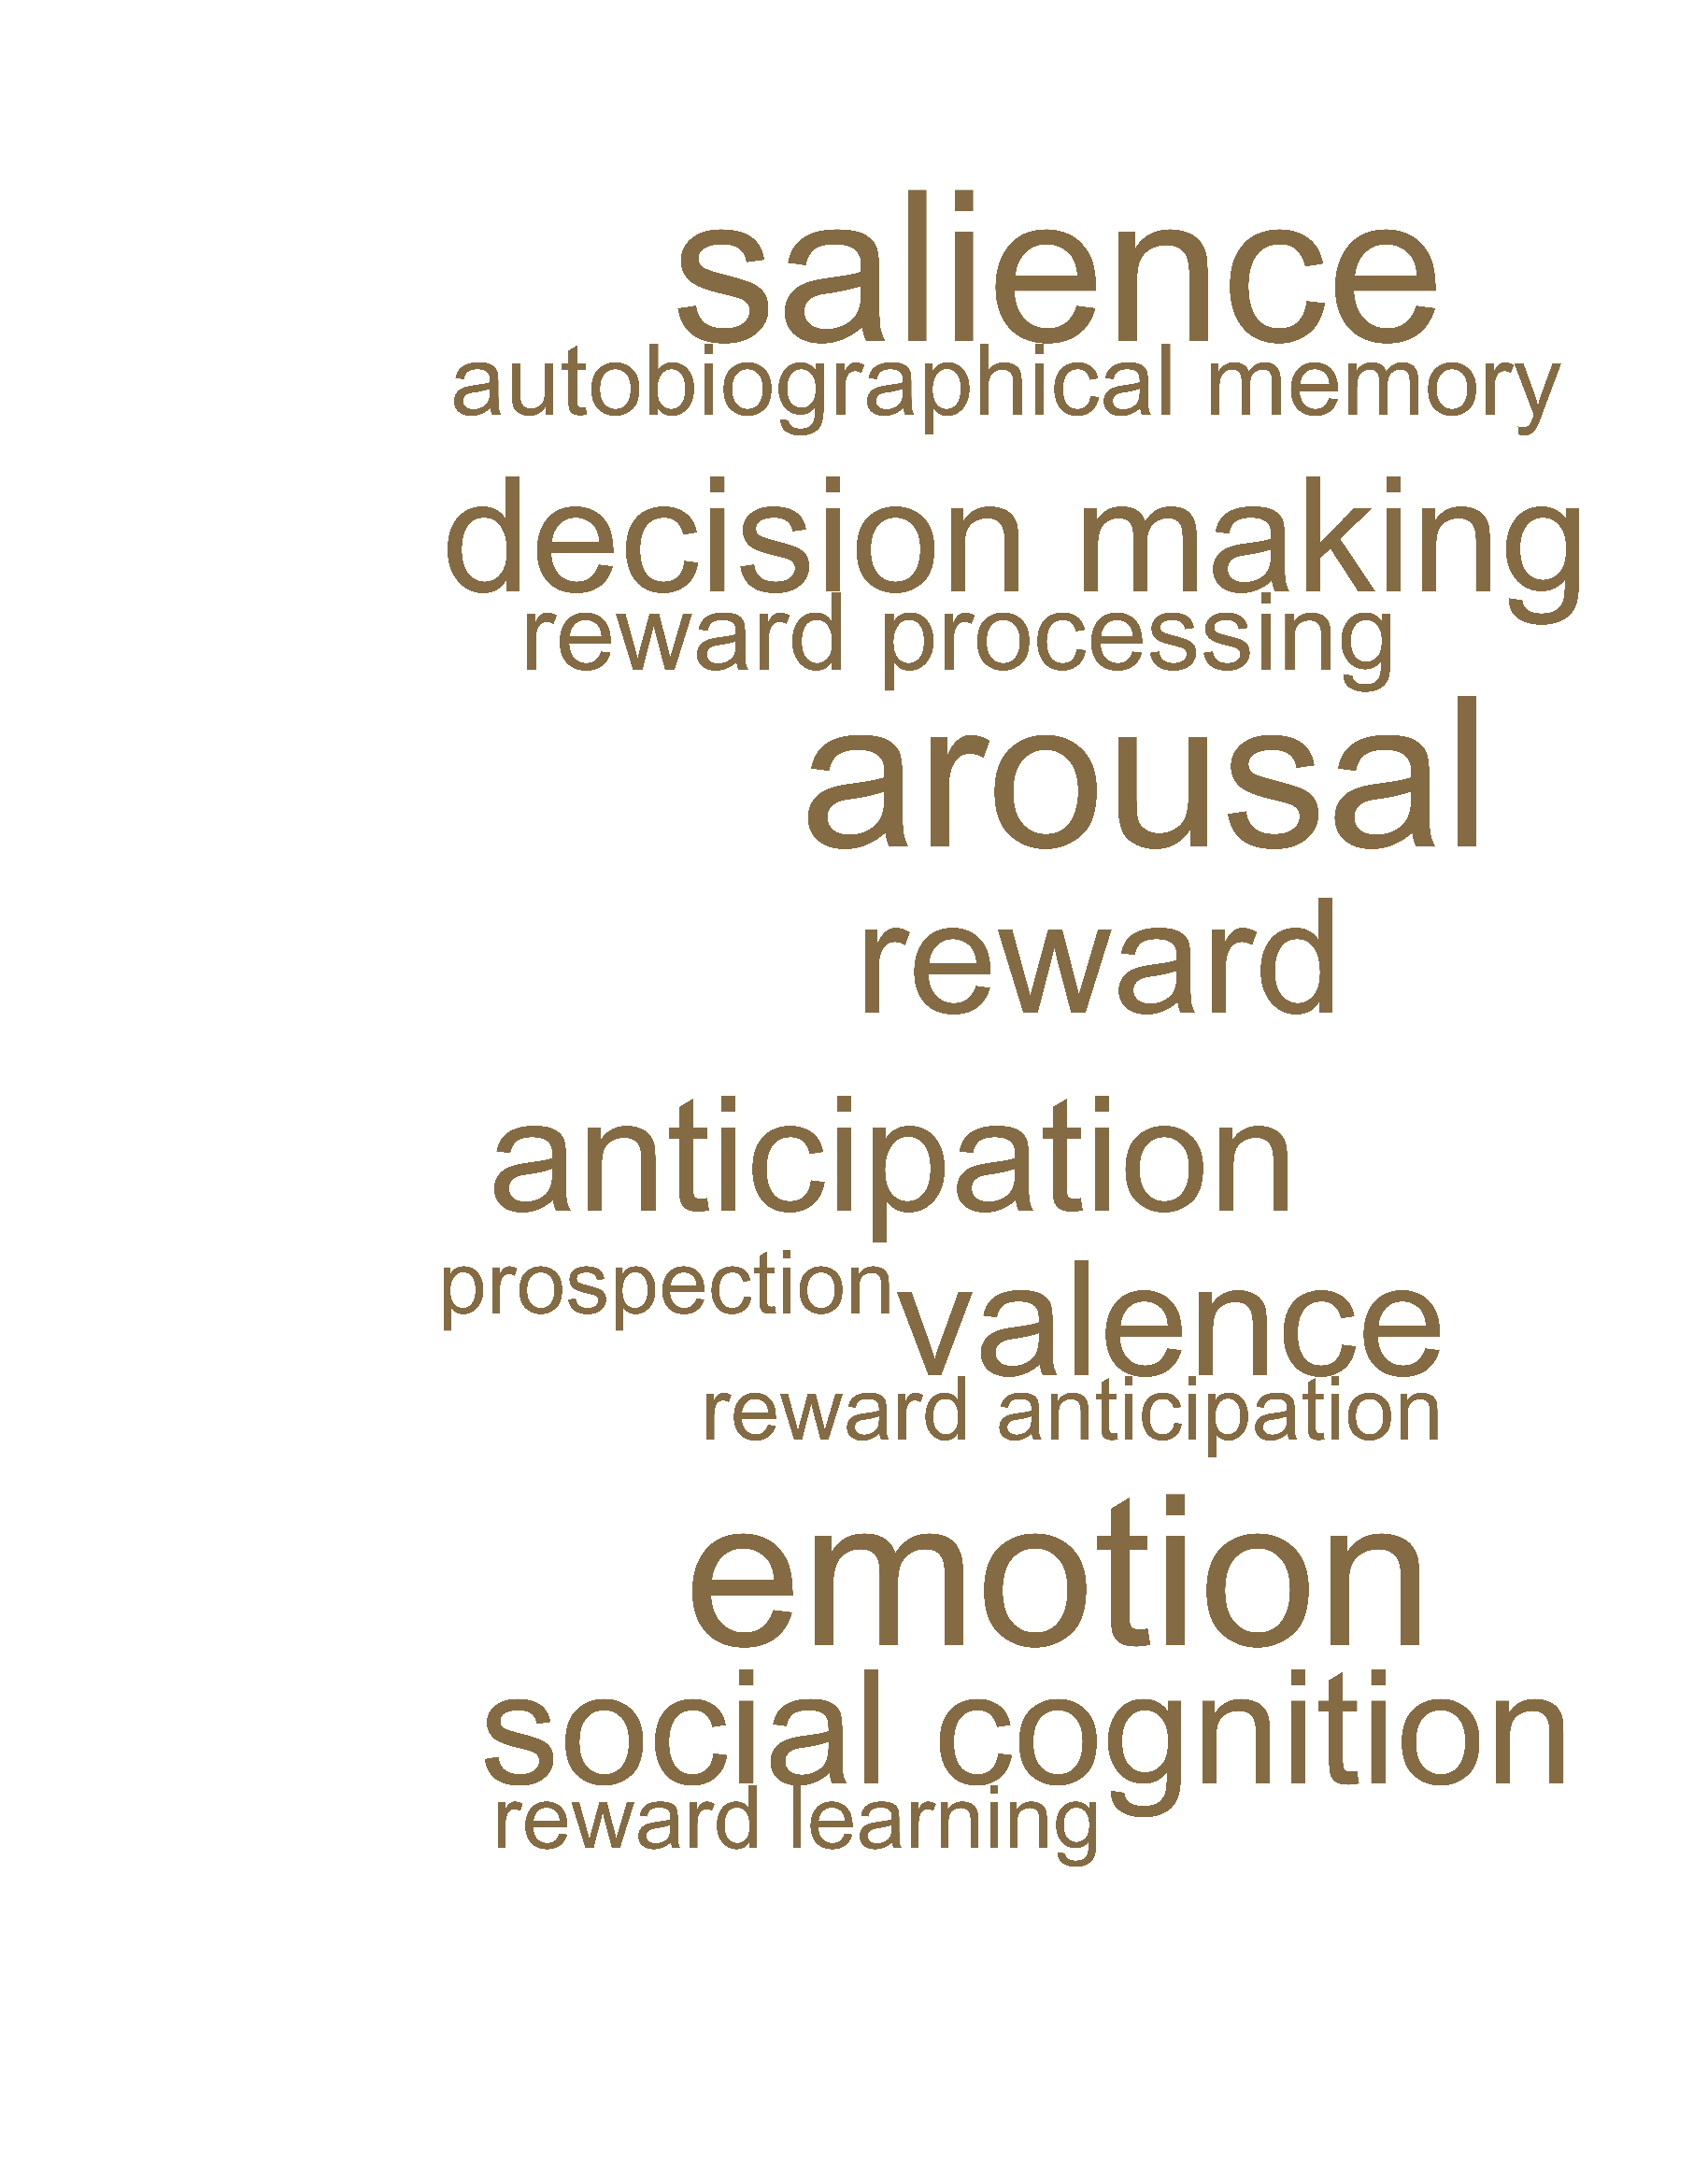 salience
autobiographical memory
decision making
reward processing
arousal
reward
anticipation
prospection
valence
reward anticipation
emotion
social cognition
reward learning